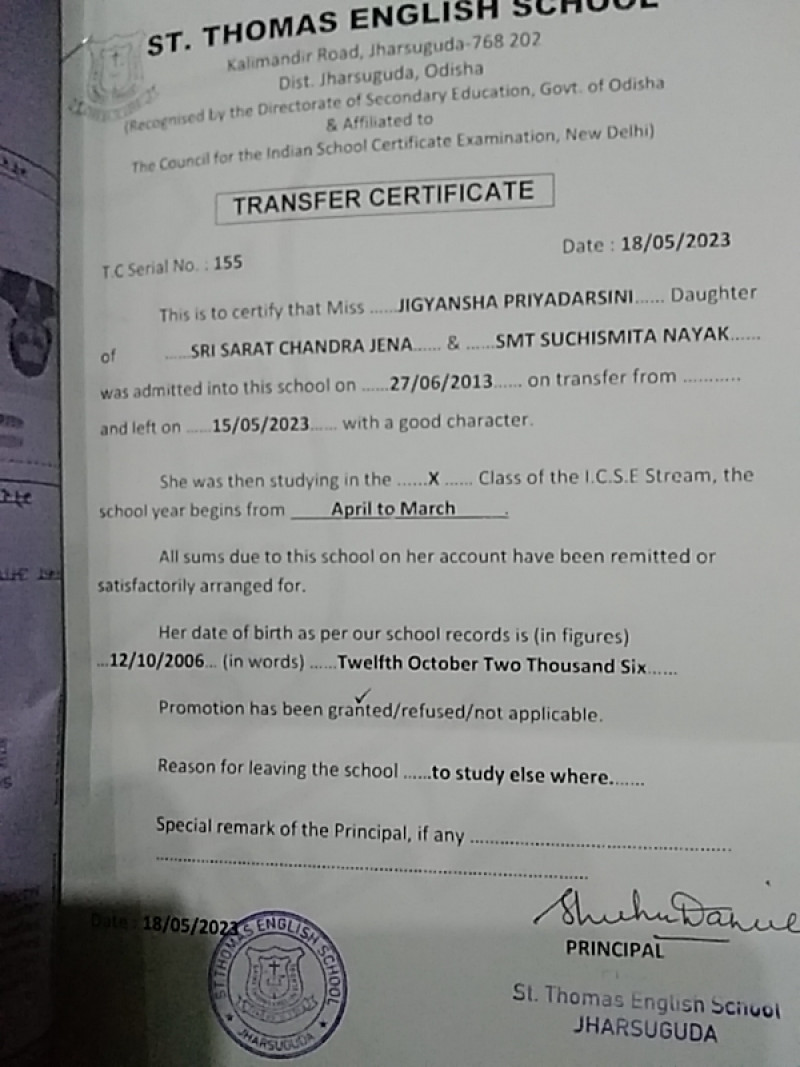 ST. THOMAS ENGLISH SCHOOL
Kalimandir Road, Jharsuguda-768 202
Dist. Jharsuguda, Odisha
(Recognised by the Directorate of Secondary Education, Govt. of Odisha
& Affiliated to
The Council for the Indian School Certificate Examination, New Delhi)
TRANSFER CERTIFICATE
T.C Serial No. : 155
Date : 18/05/2023
This is to certify that Miss ......JIGYANSHA PRIYADARSINI...... Daughter
of ......SRI SARAT CHANDRA JENA...... & ......SMT SUCHISMITA NAYAK......
was admitted into this school on ......27/06/2013...... on transfer from ...........
and left on ......15/05/2023...... with a good character.
She was then studying in the ......X ...... Class of the I.C.S.E Stream, the
school year begins from ____April to March______.
All sums due to this school on her account have been remitted or
satisfactorily arranged for.
Her date of birth as per our school records is (in figures)
...12/10/2006... (in words) ......Twelfth October Two Thousand Six......
Promotion has been granted/refused/not applicable.
Reason for leaving the school ......to study else where.......
Special remark of the Principal, if any ......................................................
..........................................................................................
Date : 18/05/2023
ST. THOMAS ENGLISH SCHOOL
JHARSUGUDA
PRINCIPAL
St. Thomas English School
JHARSUGUDA